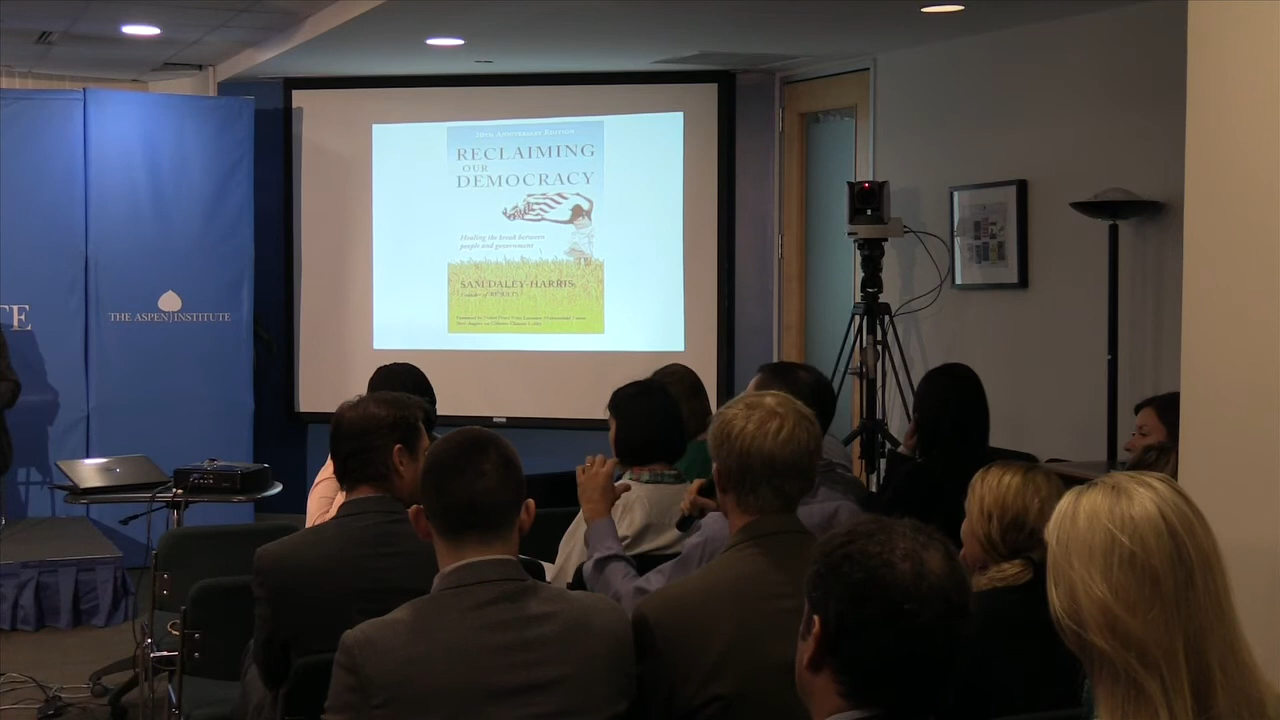 20TH ANNIVERSARY EDITION
RECLAIMING
OUR
DEMOCRACY
Healing the break between
people and government
SAM DALEY-HARRIS,
Founder of RESULTS
TE
THE ASPEN INSTITUTE